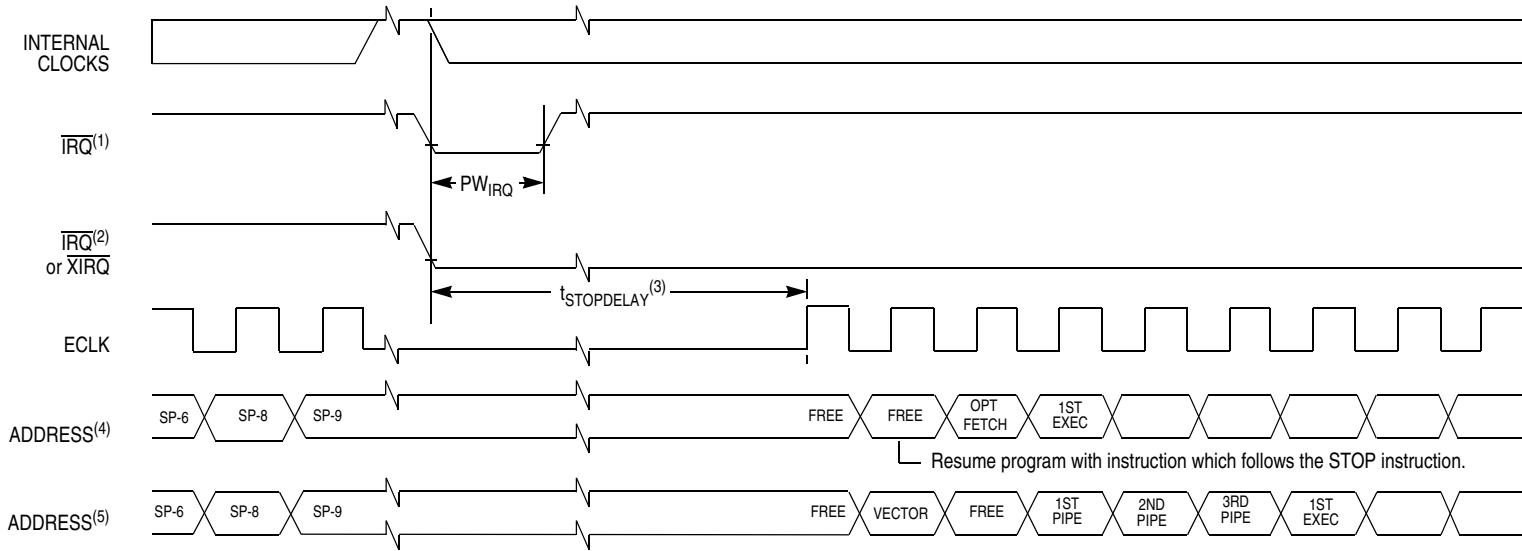 INTERNAL
CLOCKS
IRQ(1)
PWIRQ
IRQ(2)
or XIRQ
tSTOPDELAY(3)
ECLK
ADDRESS(4)
SP-6 SP-8 SP-9 FREE FREE OPT FETCH 1ST EXEC
Resume program with instruction which follows the STOP instruction.
ADDRESS(5)
SP-6 SP-8 SP-9 FREE VECTOR FREE 1ST PIPE 2ND PIPE 3RD PIPE 1ST EXEC